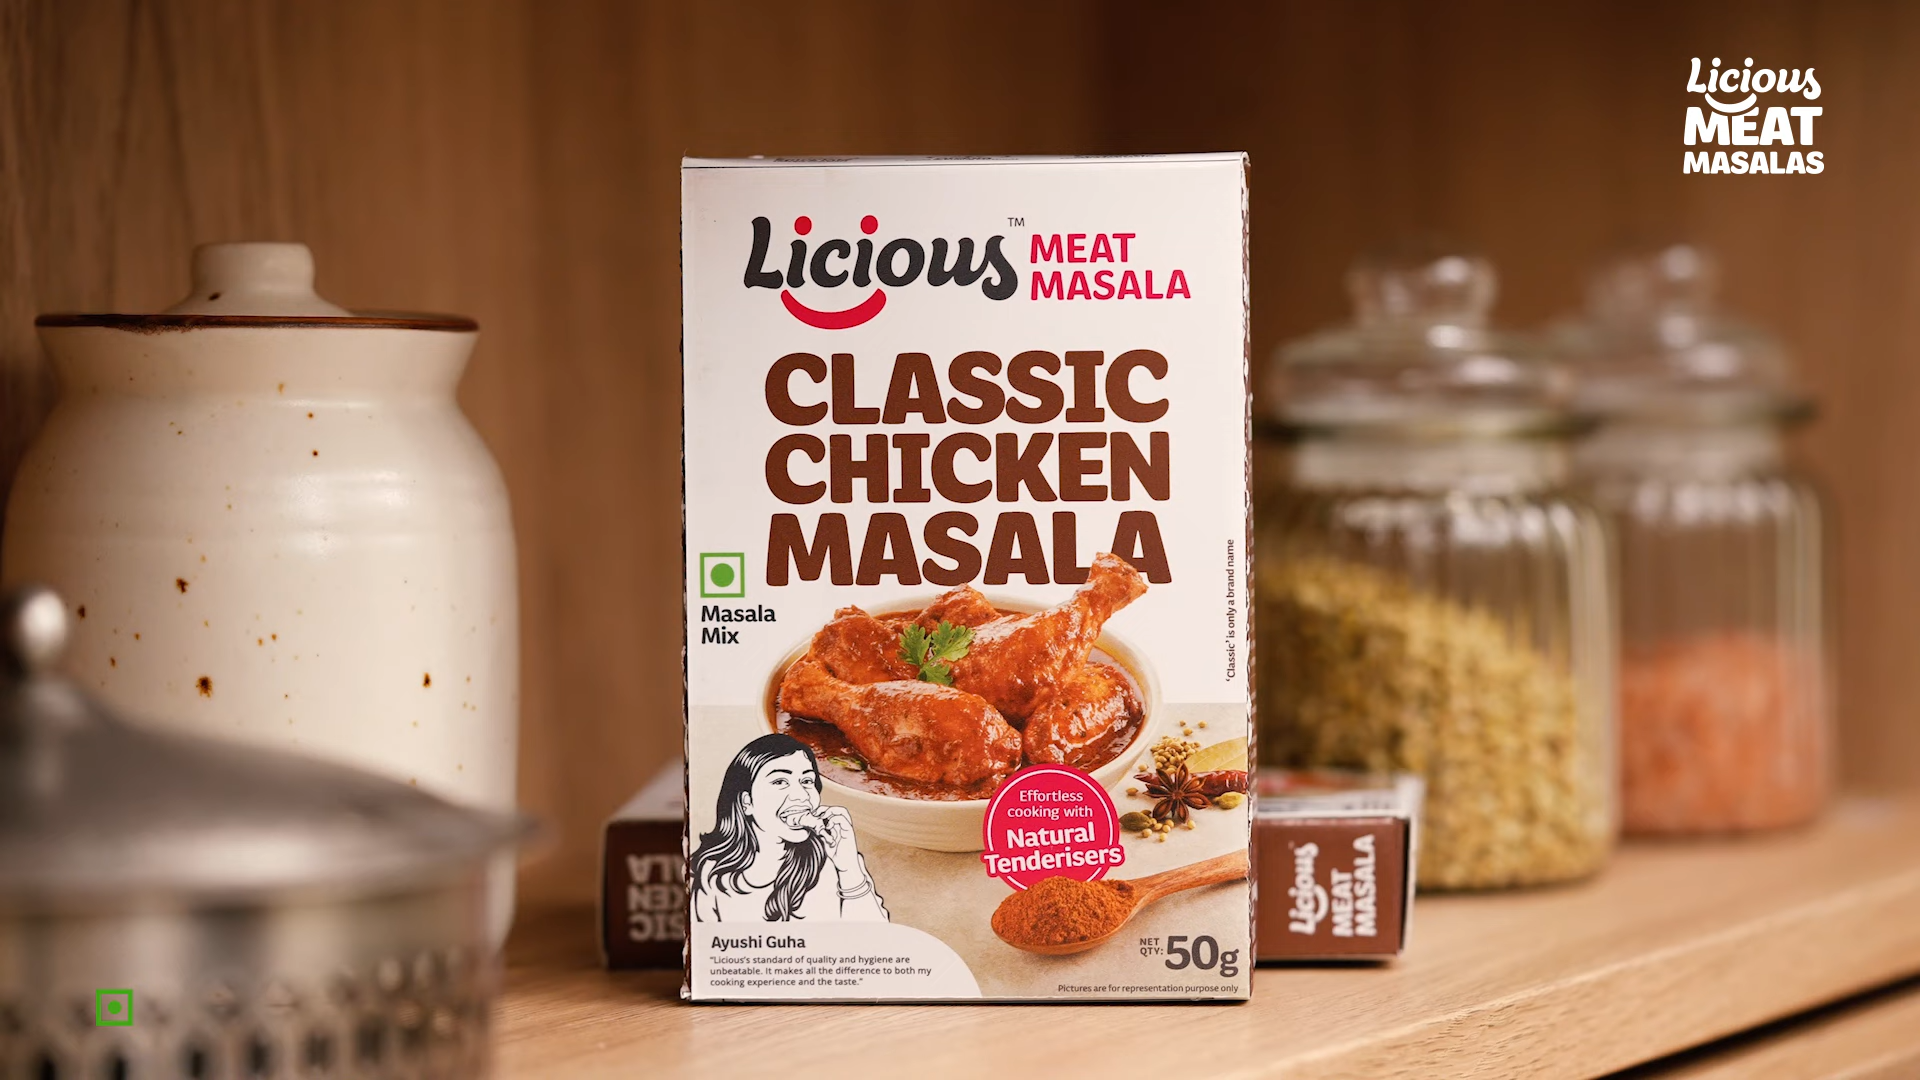 Licious
MEAT
MASALAS
Licious™
MEAT
MASALA
CLASSIC
CHICKEN
MASALA
Masala
Mix
'Classic' is only a brand name
Effortless
cooking with
Natural
Tenderisers
Ayushi Guha
"Licious's standard of quality and hygiene are
unbeatable. It makes all the difference to both my
cooking experience and the taste."
NET
QTY: 50g
Pictures are for representation purpose only
Licious
MEAT
MASALA